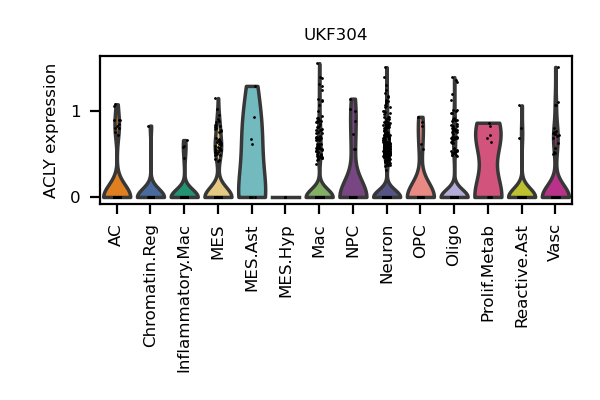 UKF304
ACLY expression
1
0
AC
Chromatin.Reg
Inflammatory.Mac
MES
MES.Ast
MES.Hyp
Mac
NPC
Neuron
OPC
Oligo
Prolif.Metab
Reactive.Ast
Vasc